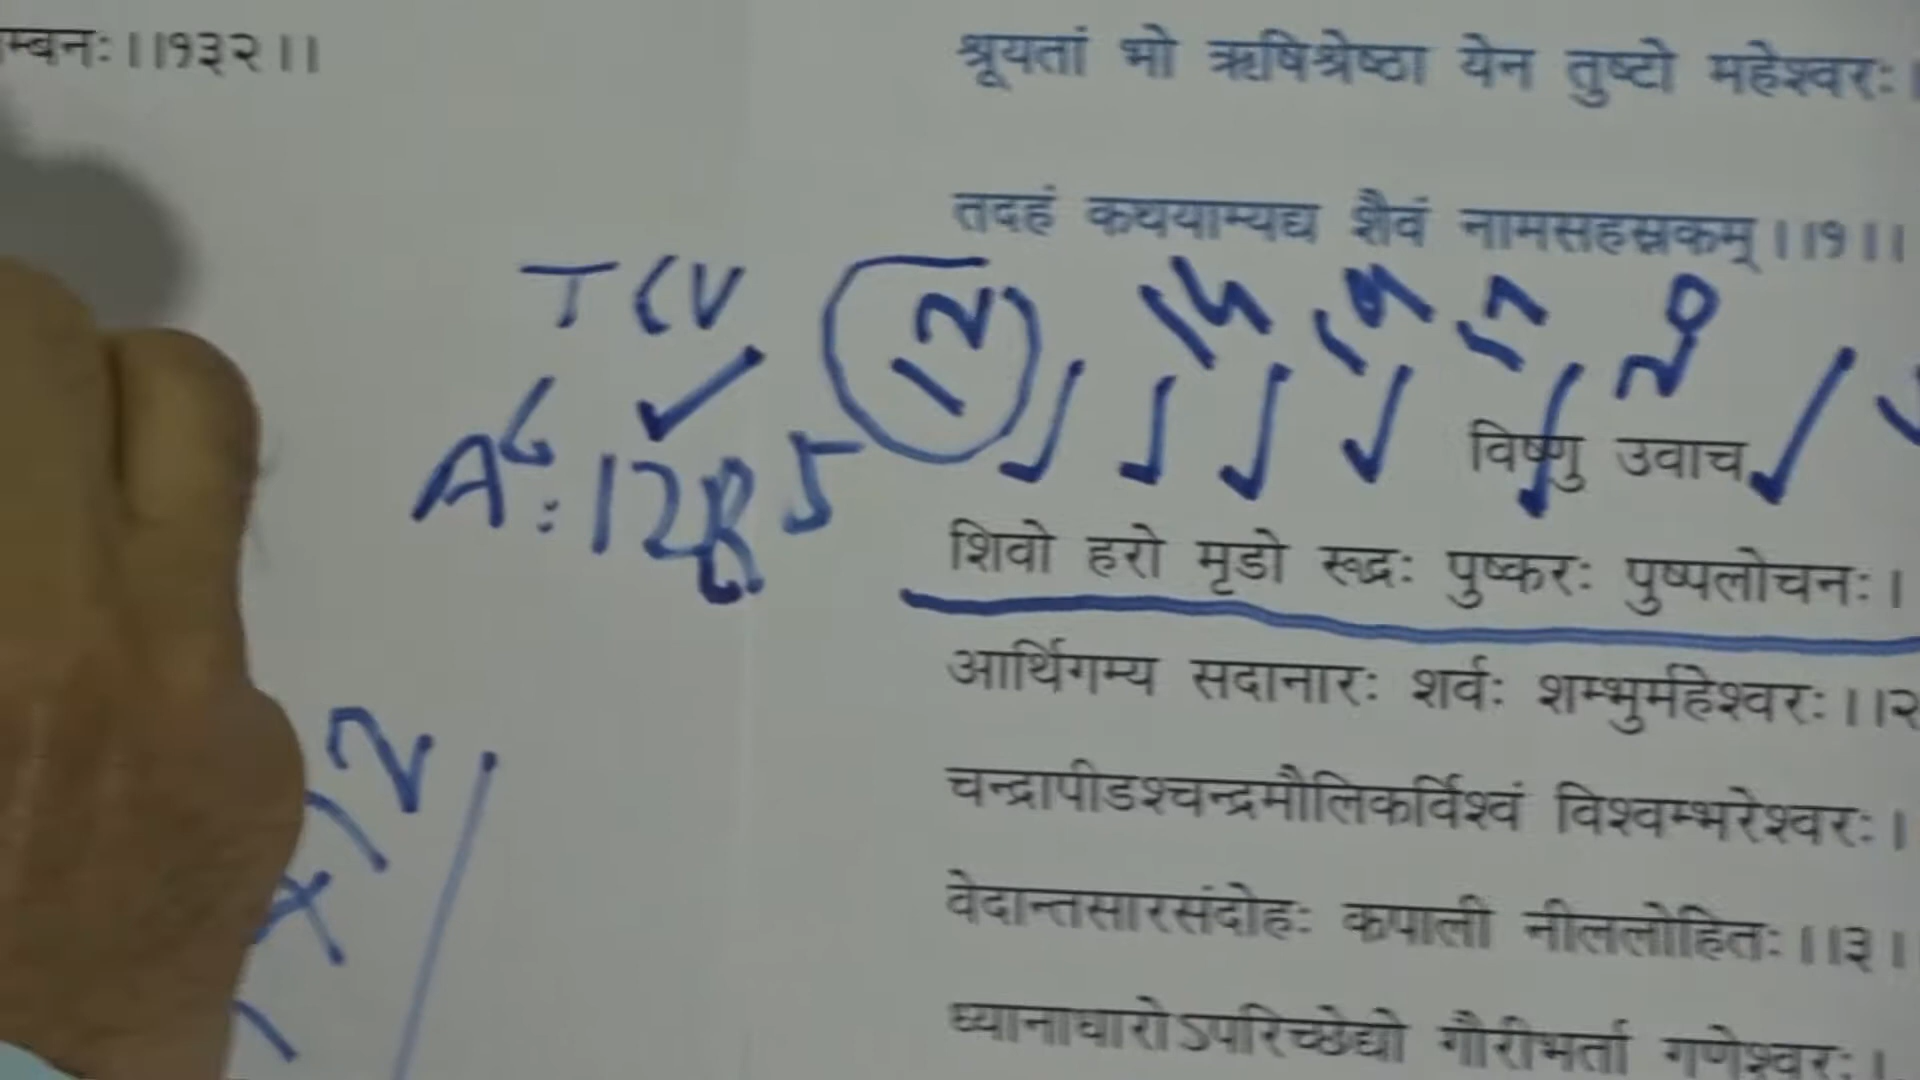 म्बनः ।।१३२।।
श्रूयतां भो ऋषिश्रेष्ठा येन तुष्टो महेश्वरः ।
तदहं कथयाम्यद्य शैवं नामसहस्रकम् ।।१।।
TCV
विष्णु उवाच
शिवो हरो मृडो रूद्रः पुष्करः पुष्पलोचनः ।
आर्थिगम्य सदानारः शर्वः शम्भुर्महेश्वरः ।।२
चन्द्रापीडश्चन्द्रमौलिकर्विश्वं विश्वम्भरेश्वरः ।
वेदान्तसारसंदोहः कपाली नीललोहितः ।।३।
ध्यानाधारोऽपरिच्छेद्यो गौरीभर्ता गणेश्वरः ।